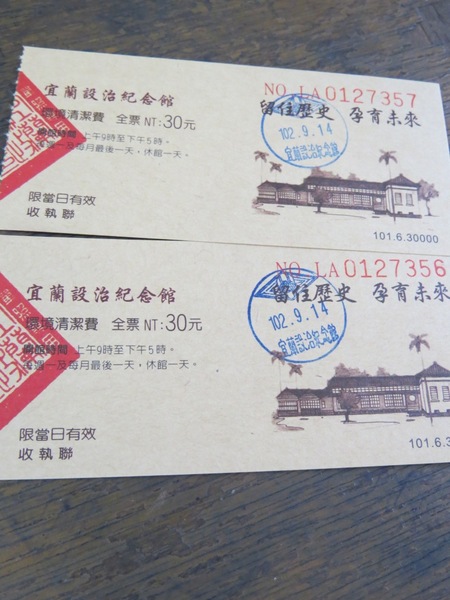 宜蘭設治紀念館
NO LA0127357
環境清潔費 全票NT:30元
留住歷史 孕育未來
開館時間 上午9時至下午5時。
每週一及每月最後一天,休館一天。
102.9.14
宜蘭設治紀念館
限當日有效
收執聯
101.6.30000
宜蘭設治紀念館
NO LA0127356
環境清潔費 全票NT:30元
留住歷史 孕育未來
開館時間 上午9時至下午5時。
每週一及每月最後一天,休館一天。
102.9.14
宜蘭設治紀念館
限當日有效
收執聯
101.6.3000